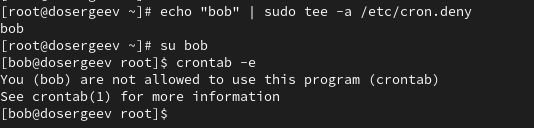 [root@dosergeev ~]# echo "bob" | sudo tee -a /etc/cron.deny
bob
[root@dosergeev ~]# su bob
[bob@dosergeev root]$ crontab -e
You (bob) are not allowed to use this program (crontab)
See crontab(1) for more information
[bob@dosergeev root]$